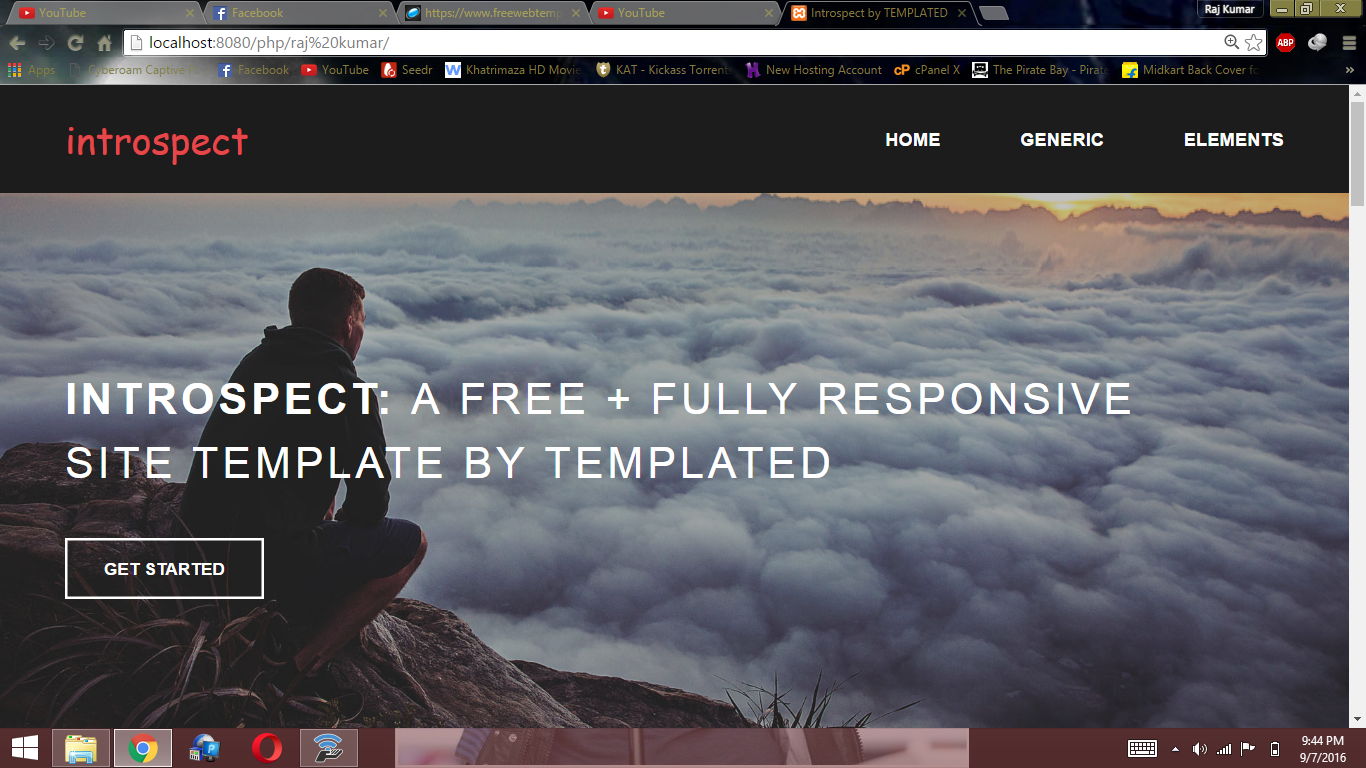 YouTube
Facebook
https://www.freewebtemp
YouTube
Introspect by TEMPLATED
Raj Kumar
localhost:8080/php/raj%20kumar/
ABP
Apps
Cyberoam Captive
Facebook
YouTube
Seedr
W
Khatrimaza HD Movie
KAT - Kickass Torrent
New Hosting Account
cP
cPanel X
The Pirate Bay - Pirate
Midkart Back Cover fo
introspect
HOME
GENERIC
ELEMENTS
INTROSPECT: A FREE + FULLY RESPONSIVE
SITE TEMPLATE BY TEMPLATED
GET STARTED
9:44 PM
9/7/2016